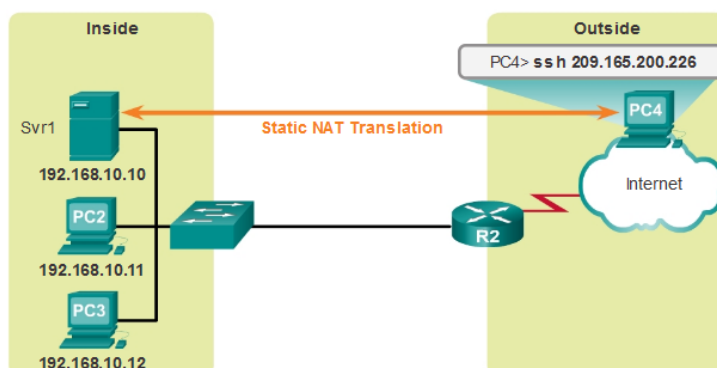 Inside
Outside
PC4> ssh 209.165.200.226
Svr1
Static NAT Translation
PC4
192.168.10.10
Internet
PC2
R2
192.168.10.11
PC3
192.168.10.12